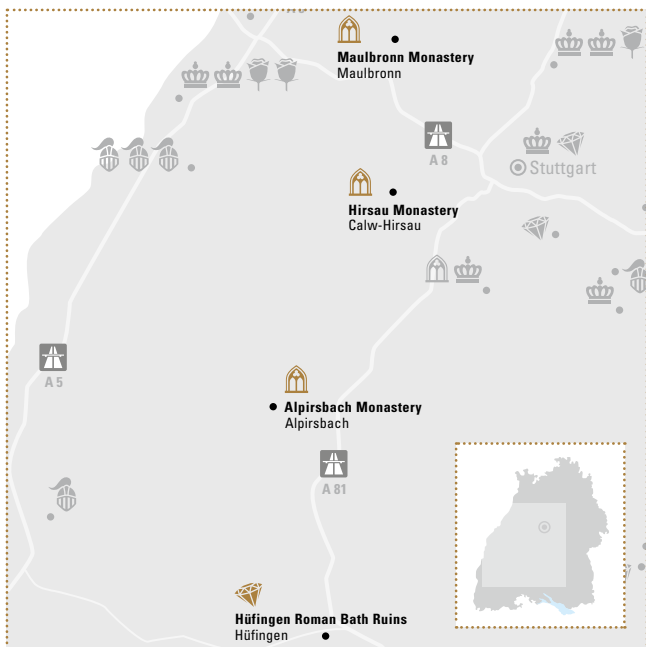 Maulbronn Monastery
Maulbronn
A 8
Stuttgart
Hirsau Monastery
Calw-Hirsau
A 5
Alpirsbach Monastery
Alpirsbach
A 81
Hüfingen Roman Bath Ruins
Hüfingen